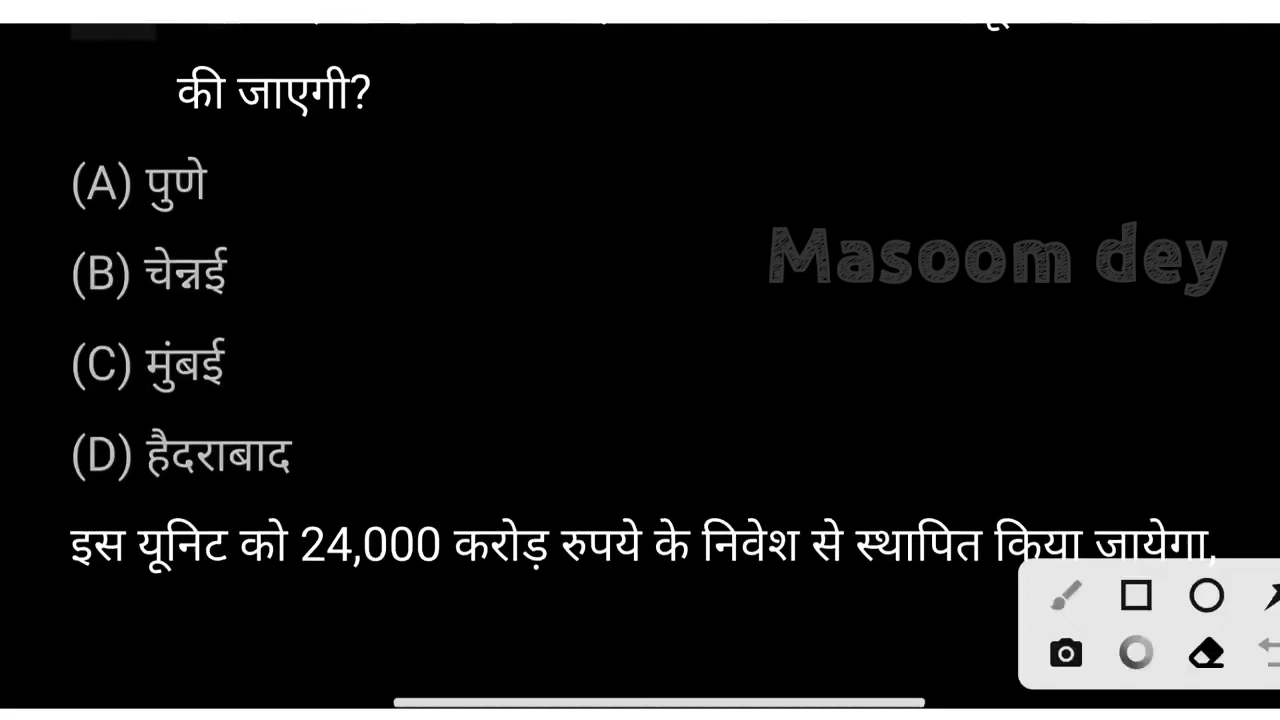 की जाएगी?
(A) पुणे
(B) चेन्नई
Masoom dey
(C) मुंबई
(D) हैदराबाद
इस यूनिट को 24,000 करोड़ रुपये के निवेश से स्थापित किया जायेगा,